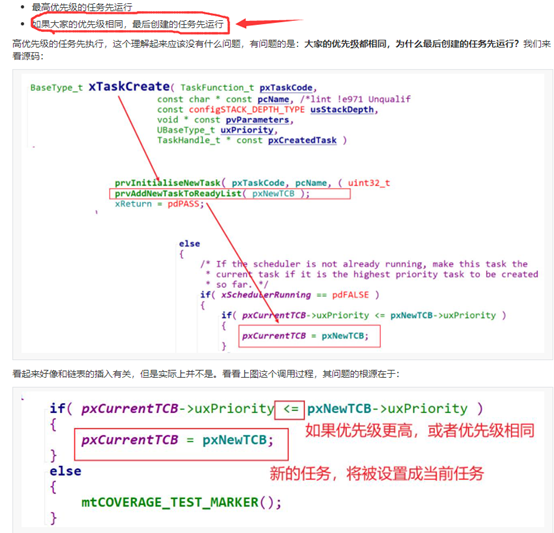 最高优先级的任务先运行
如果大家的优先级相同，最后创建的任务先运行
高优先级的任务先执行，这个理解起来应该没有什么问题，有问题的是：大家的优先级都相同，为什么最后创建的任务先运行？我们来
看源码：
BaseType_t xTaskCreate( TaskFunction_t pxTaskCode,
const char * const pcName, /*lint !e971 Unqualif
const configSTACK_DEPTH_TYPE usStackDepth,
void * const pvParameters,
UBaseType_t uxPriority,
TaskHandle_t * const pxCreatedTask )
prvInitialiseNewTask( pxTaskCode, pcName, ( uint32_t
prvAddNewTaskToReadyList( pxNewTCB );
xReturn = pdPASS;
else
{
/* If the scheduler is not already running, make this task the
* current task if it is the highest priority task to be created
* so far. */
if( xSchedulerRunning == pdFALSE )
{
if( pxCurrentTCB->uxPriority <= pxNewTCB->uxPriority )
{
pxCurrentTCB = pxNewTCB;
}
看起来好像和链表的插入有关，但是实际上并不是。看看上图这个调用过程，其问题的根源在于：
if( pxCurrentTCB->uxPriority <= pxNewTCB->uxPriority )
{
如果优先级更高，或者优先级相同
pxCurrentTCB = pxNewTCB;
}
新的任务，将被设置成当前任务
else
{
mtCOVERAGE_TEST_MARKER();
}